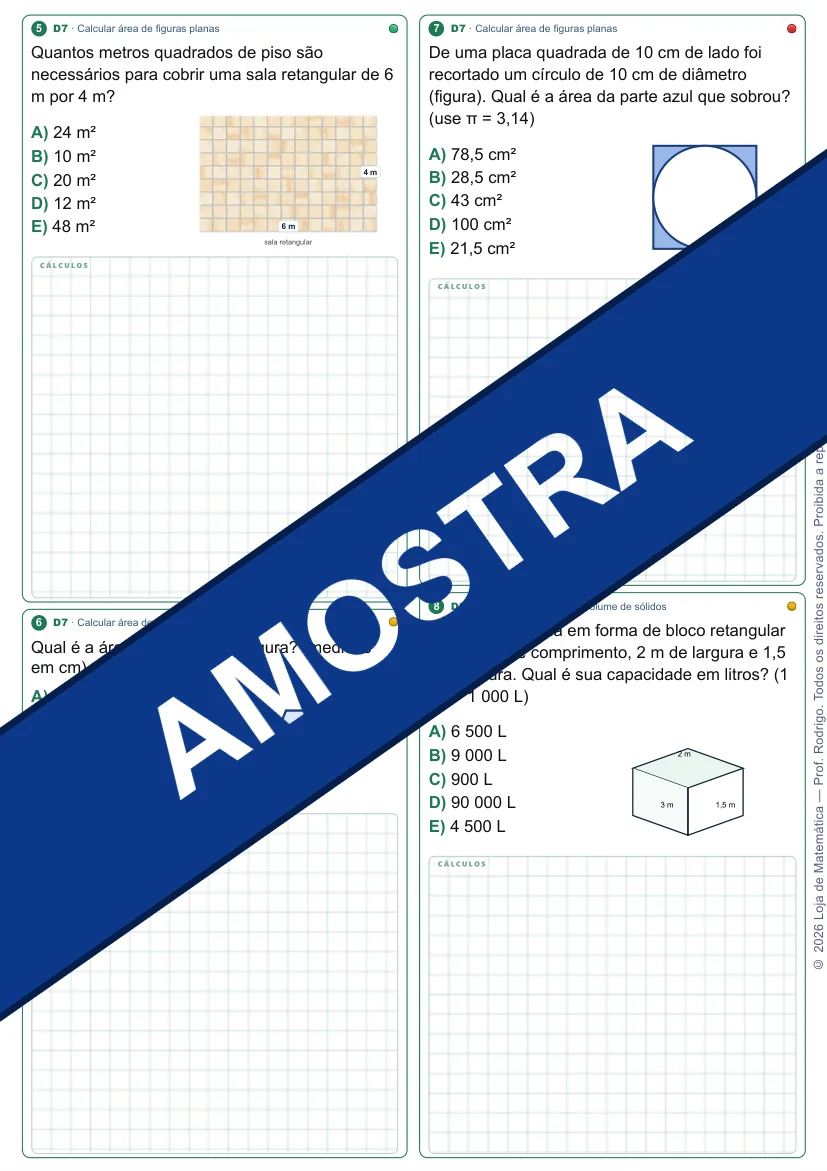 5 D7 · Calcular área de figuras planas
Quantos metros quadrados de piso são
necessários para cobrir uma sala retangular de 6
m por 4 m?
A) 24 m²
B) 10 m²
C) 20 m²
D) 12 m²
E) 48 m²
4 m
6 m
sala retangular
CÁLCULOS
6 D7 · Calcular área
Qual é a
em cm)
A)
7 D7 · Calcular área de figuras planas
De uma placa quadrada de 10 cm de lado foi
recortado um círculo de 10 cm de diâmetro
(figura). Qual é a área da parte azul que sobrou?
(use π = 3,14)
A) 78,5 cm²
B) 28,5 cm²
C) 43 cm²
D) 100 cm²
E) 21,5 cm²
CÁLCULOS
8 de sólidos
em forma de bloco retangular
comprimento, 2 m de largura e 1,5
Qual é sua capacidade em litros? (1
1 000 L)
A) 6 500 L
B) 9 000 L
C) 900 L
D) 90 000 L
E) 4 500 L
2 m
3 m
1,5 m
CÁLCULOS
AMOSTRA
© 2026 Loja de Matemática — Prof. Rodrigo. Todos os direitos reservados. Proibida a